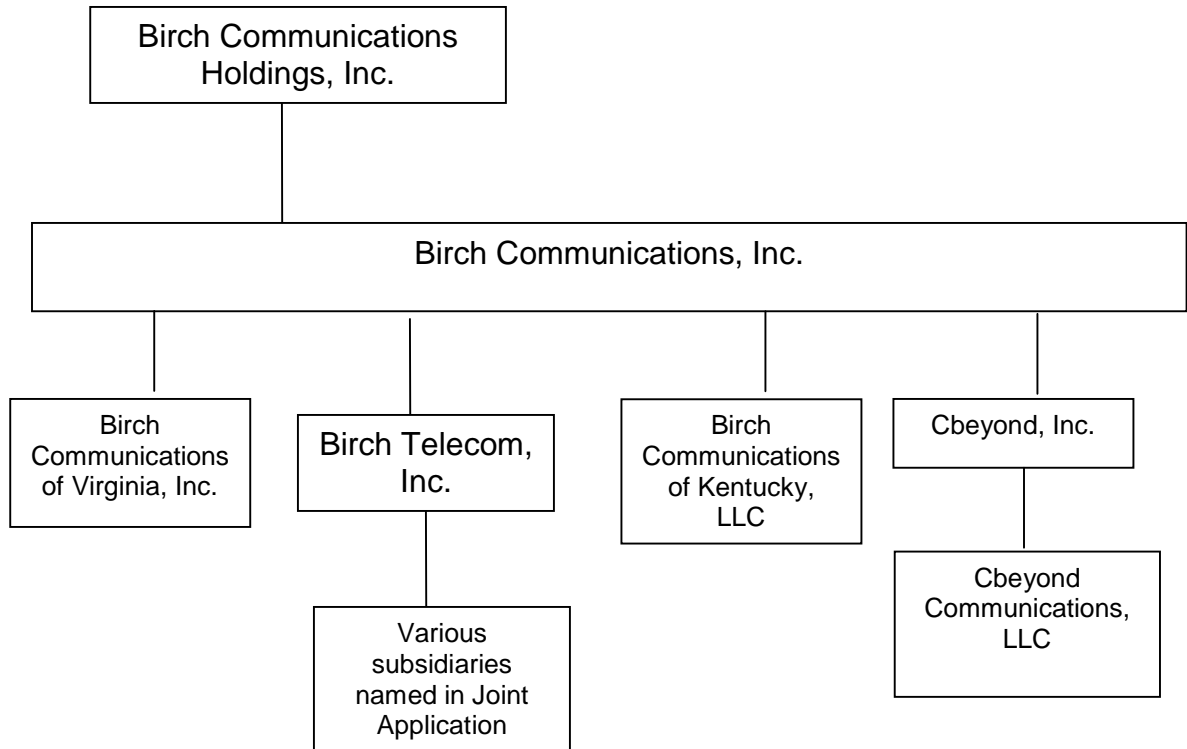 Birch Communications
Holdings, Inc.
Birch Communications, Inc.
Birch
Communications
of Virginia, Inc.
Birch Telecom,
Inc.
Various
subsidiaries
named in Joint
Application
Birch
Communications
of Kentucky,
LLC
Cbeyond, Inc.
Cbeyond
Communications,
LLC